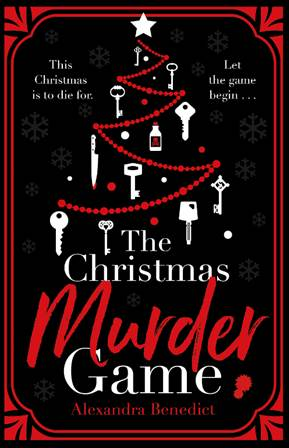 This
Christmas
is to die for.
Let
the game
begin . . .
The
Christmas
Murder
Game
Alexandra Benedict